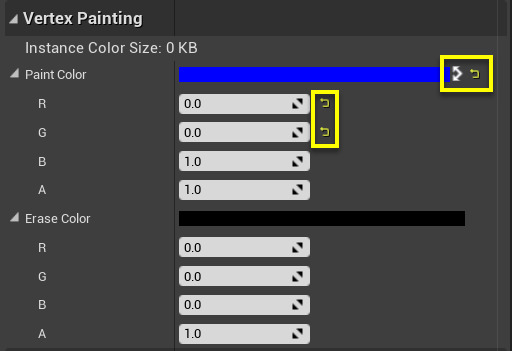 Vertex Painting
Instance Color Size: 0 KB
Paint Color
R 0.0
G 0.0
B 1.0
A 1.0
Erase Color
R 0.0
G 0.0
B 0.0
A 1.0